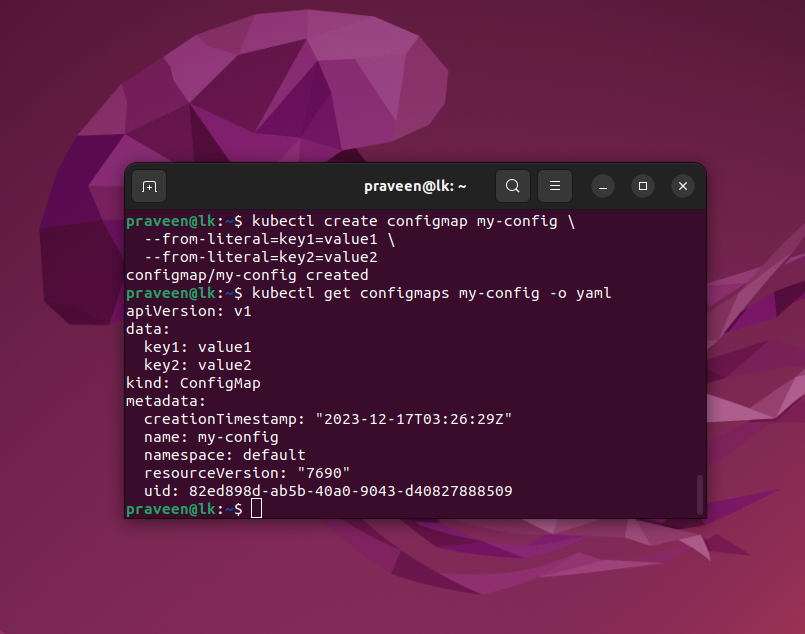 praveen@lk: ~
praveen@lk:~$ kubectl create configmap my-config \
  --from-literal=key1=value1 \
  --from-literal=key2=value2
configmap/my-config created
praveen@lk:~$ kubectl get configmaps my-config -o yaml
apiVersion: v1
data:
  key1: value1
  key2: value2
kind: ConfigMap
metadata:
  creationTimestamp: "2023-12-17T03:26:29Z"
  name: my-config
  namespace: default
  resourceVersion: "7690"
  uid: 82ed898d-ab5b-40a0-9043-d40827888509
praveen@lk:~$